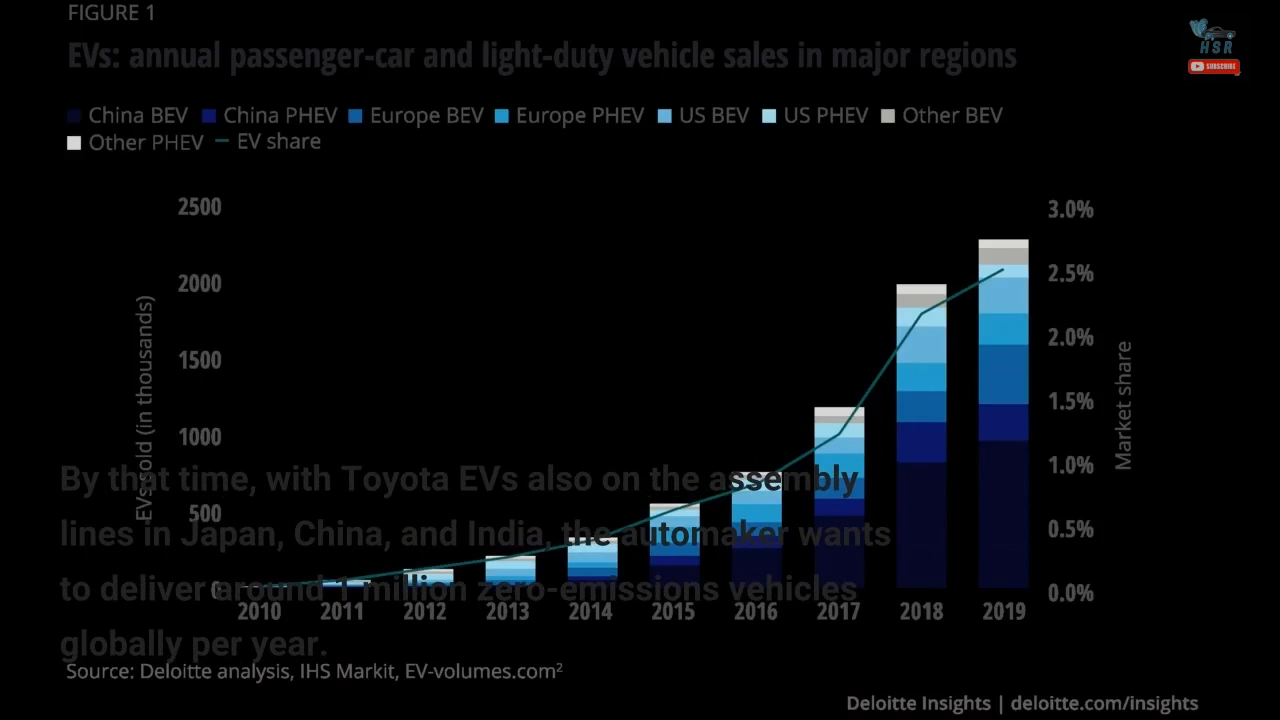 FIGURE 1
EVs: annual passenger-car and light-duty vehicle sales in major regions
HSR
SUBSCRIBE
China BEV China PHEV Europe BEV Europe PHEV US BEV US PHEV Other BEV
Other PHEV EV share
2500
2000
1500
1000
500
0
EVs sold (in thousands)
3.0%
2.5%
2.0%
1.5%
1.0%
0.5%
0.0%
Market share
2010 2011 2012 2013 2014 2015 2016 2017 2018 2019
By that time, with Toyota EVs also on the assembly
lines in Japan, China, and India, the automaker wants
to deliver around 1 million zero-emissions vehicles
globally per year.
Source: Deloitte analysis, IHS Markit, EV-volumes.com²
Deloitte Insights | deloitte.com/insights